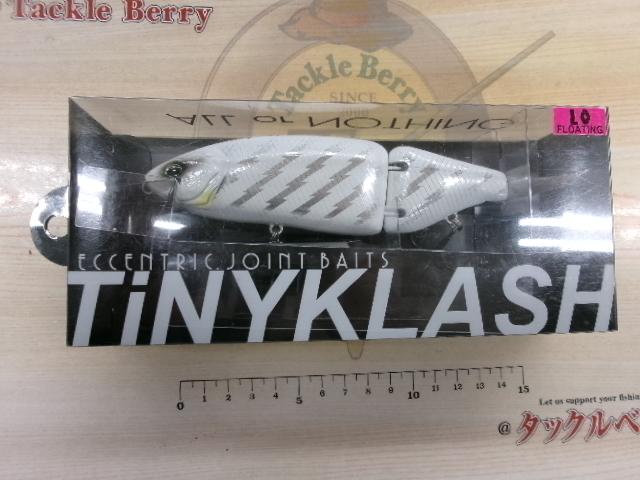 Tackle Berry
Tackle Berry
SINCE
ALL or NOTHING
LO
FLOATING
ECCENTRIC JOINT BAITS
TiNYKLASH
0 1 2 3 4 5 6 7 8 9 10 11 12 13 14 15
Let us support your fishin
@タックルベ